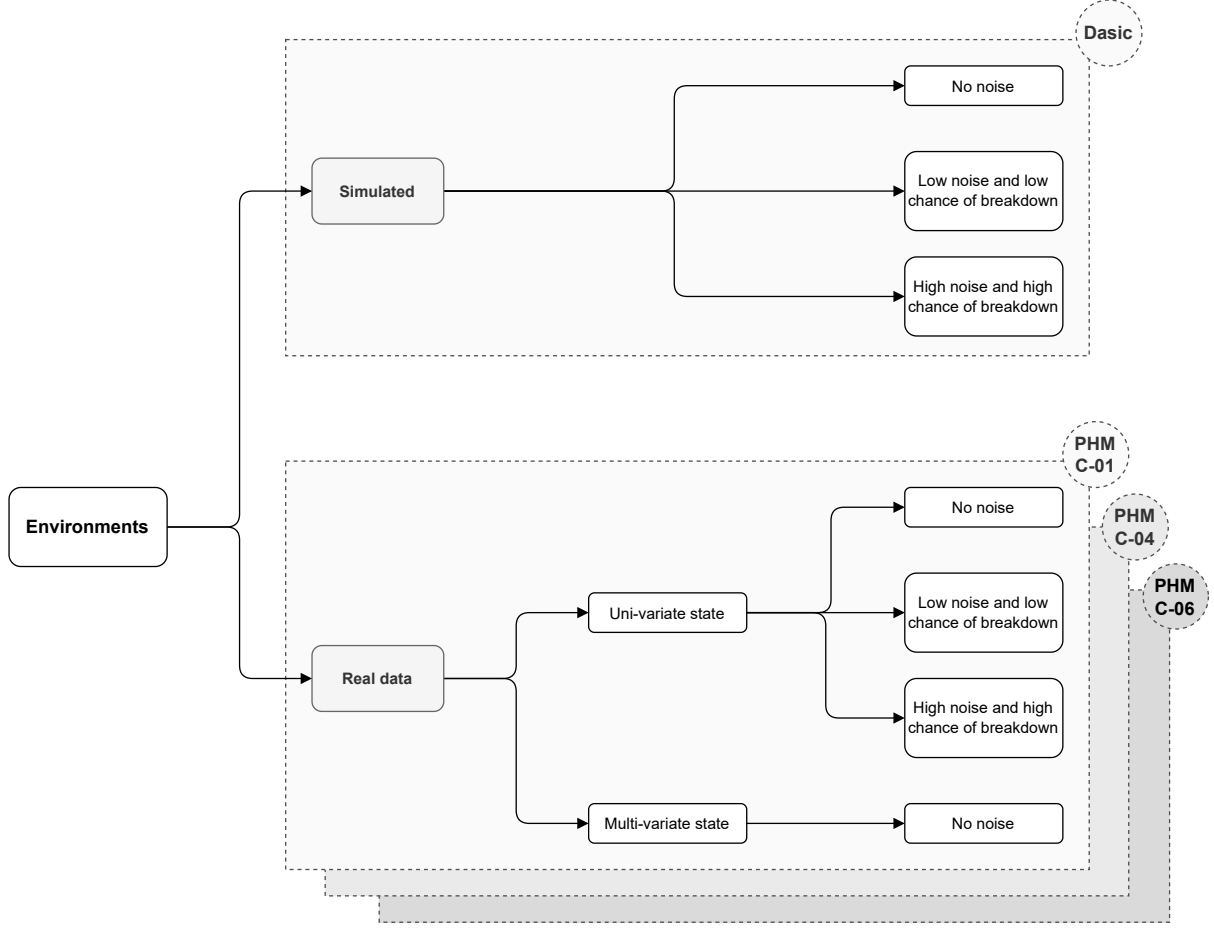 Dasic
No noise
Simulated
Low noise and low
chance of breakdown
High noise and high
chance of breakdown
Environments
PHM
C-01
PHM
C-04
PHM
C-06
No noise
Uni-variate state
Low noise and low
chance of breakdown
Real data
High noise and high
chance of breakdown
Multi-variate state
No noise